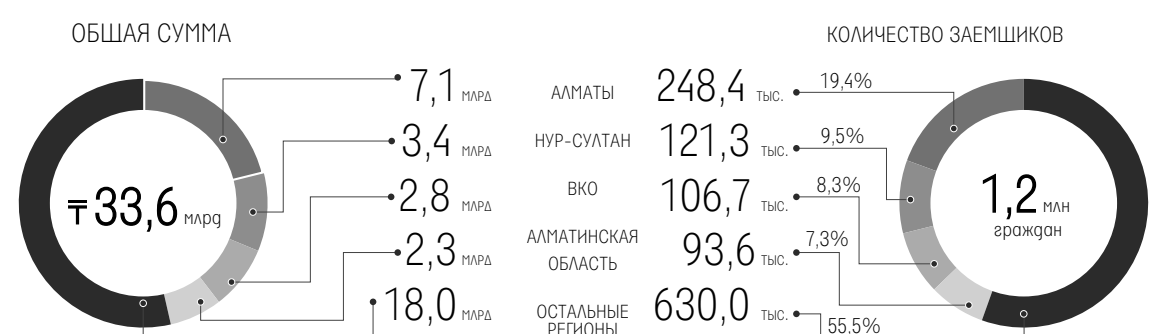 ОБЩАЯ СУММА
КОЛИЧЕСТВО ЗАЕМЩИКОВ
7,1 МЛРД АЛМАТЫ 248,4 ТЫС. 19,4%
3,4 МЛРД НУР-СУЛТАН 121,3 ТЫС. 9,5%
2,8 МЛРД ВКО 106,7 ТЫС. 8,3%
₸33,6 МЛРД
1,2 МЛН
граждан
2,3 МЛРД АЛМАТИНСКАЯ
ОБЛАСТЬ 93,6 ТЫС. 7,3%
18,0 МЛРД ОСТАЛЬНЫЕ
РЕГИОНЫ 630,0 ТЫС. 55,5%